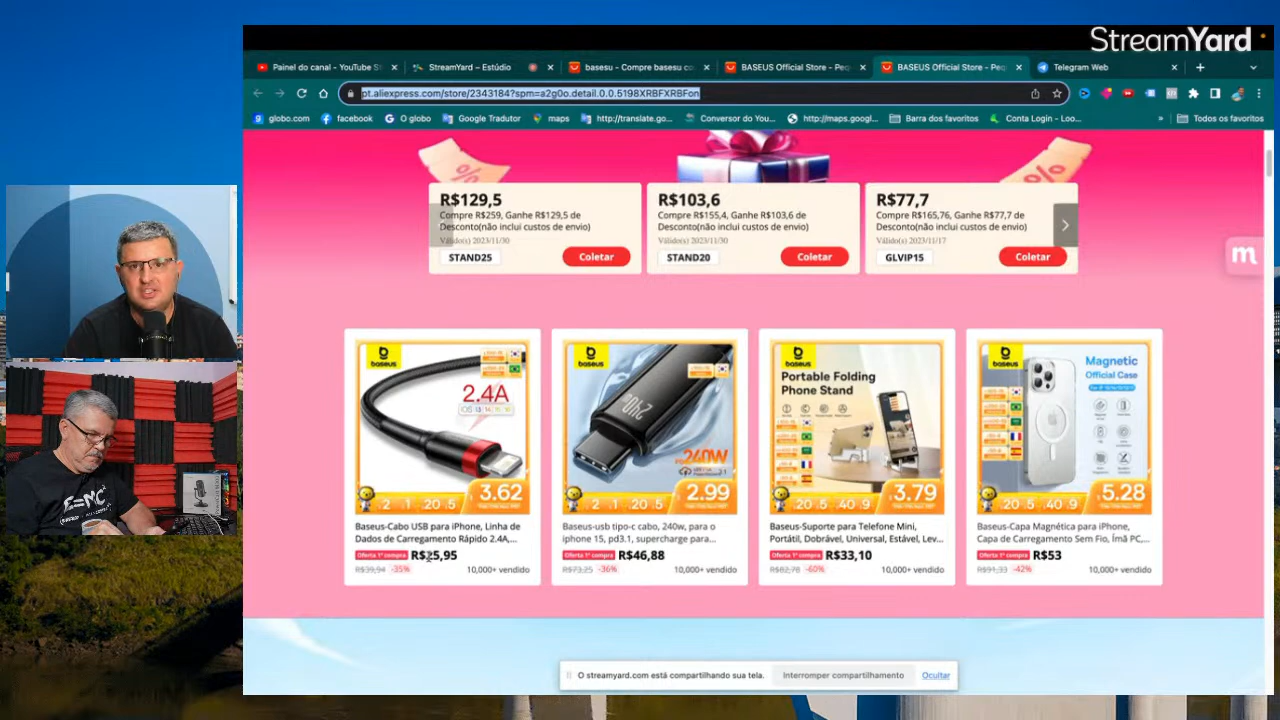 StreamYard
Painel do canal - YouTube S
StreamYard – Estúdio
basesu - Compre basesu co
BASEUS Official Store - Peq
BASEUS Official Store - Peq
Telegram Web
pt.aliexpress.com/store/2343184?spm=a2g0o.detail.0.0.5198XRBFXRBFon
globo.com
facebook
O globo
Google Tradutor
maps
http://translate.go...
Conversor do You...
http://maps.googl...
Barra dos favoritos
Conta Login - Loo...
»
Todos os favoritos
R$129,5
Compre R$259, Ganhe R$129,5 de
Desconto(não inclui custos de envio)
Válido(s) 2023/11/30
STAND25
Coletar
R$103,6
Compre R$155,4, Ganhe R$103,6 de
Desconto(não inclui custos de envio)
Válido(s) 2023/11/30
STAND20
Coletar
R$77,7
Compre R$165,76, Ganhe R$77,7 de
Desconto(não inclui custos de envio)
Válido(s) 2023/11/17
GLVIP15
Coletar
m
baseus
2.4A
3.62
Baseus-Cabo USB para iPhone, Linha de
Dados de Carregamento Rápido 2.4A,...
Oferta 1ª compra R$25,95
R$39,94 -35% 10,000+ vendido
baseus
240W
2.99
Baseus-usb tipo-c cabo, 240w, para o
iphone 15, pd3.1, supercharge para...
Oferta 1ª compra R$46,88
R$73,25 -36% 10,000+ vendido
baseus
Portable Folding
Phone Stand
3.79
Baseus-Suporte para Telefone Mini,
Portátil, Dobrável, Universal, Estável, Lev...
Oferta 1ª compra R$33,10
R$82,78 -60% 10,000+ vendido
baseus
Magnetic
Official Case
5.28
Baseus-Capa Magnética para iPhone,
Capa de Carregamento Sem Fio, Ímã PC,...
Oferta 1ª compra R$53
R$91,33 -42% 10,000+ vendido
E=MC²
O streamyard.com está compartilhando sua tela.
Interromper compartilhamento
Ocultar